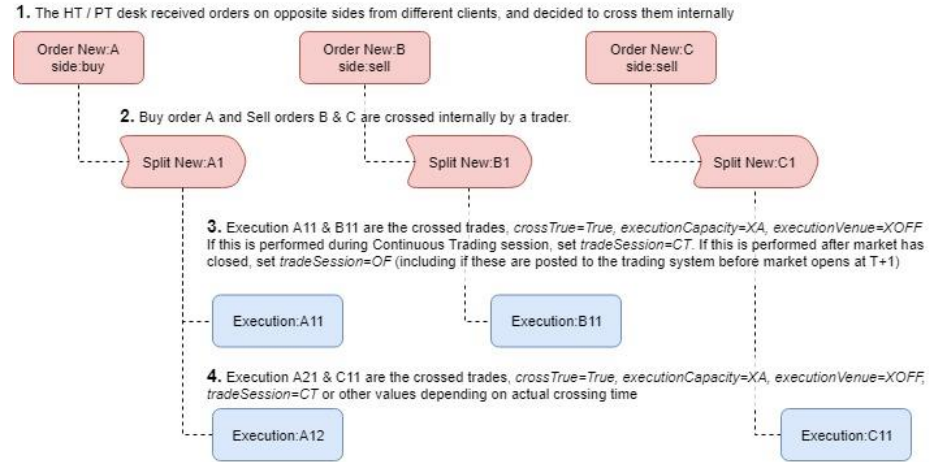 1. The HT / PT desk received orders on opposite sides from different clients, and decided to cross them internally
Order New:A
side:buy
Order New:B
side:sell
Order New:C
side:sell
2. Buy order A and Sell orders B & C are crossed internally by a trader.
Split New:A1
Split New:B1
Split New:C1
3. Execution A11 & B11 are the crossed trades, crossTrue=True, executionCapacity=XA, executionVenue=XOFF
If this is performed during Continuous Trading session, set tradeSession=CT. If this is performed after market has
closed, set tradeSession=OF (including if these are posted to the trading system before market opens at T+1)
Execution:A11
Execution:B11
4. Execution A21 & C11 are the crossed trades, crossTrue=True, executionCapacity=XA, executionVenue=XOFF,
tradeSession=CT or other values depending on actual crossing time
Execution:A12
Execution:C11